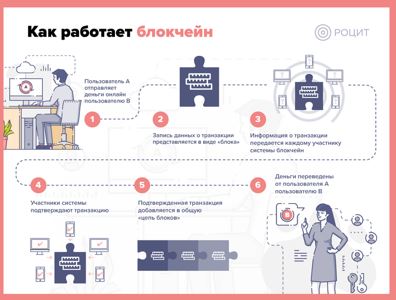 Как работает блокчейн
РОЦИТ
Пользователь А
отправляет
деньги онлайн
пользователю В
1
2
Запись данных о транзакции
представляется в виде «блока»
3
Информация о транзакции
передается каждому участнику
системы блокчейн
4
Участники системы
подтверждают транзакцию
5
Подтвержденная транзакция
добавляется в общую
«цепь блоков»
6
Деньги переведены
от пользователя А
пользователю В